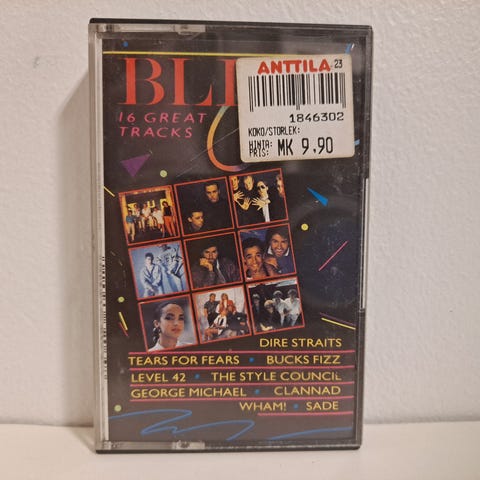 BLI
16 GREAT
TRACKS
ANTTILA 23
1846302
KOKO/STORLEK:
HINTA:
PRIS: MK 9.90
DIRE STRAITS
TEARS FOR FEARS • BUCKS FIZZ
LEVEL 42 • THE STYLE COUNCIL
GEORGE MICHAEL • CLANNAD
WHAM! • SADE